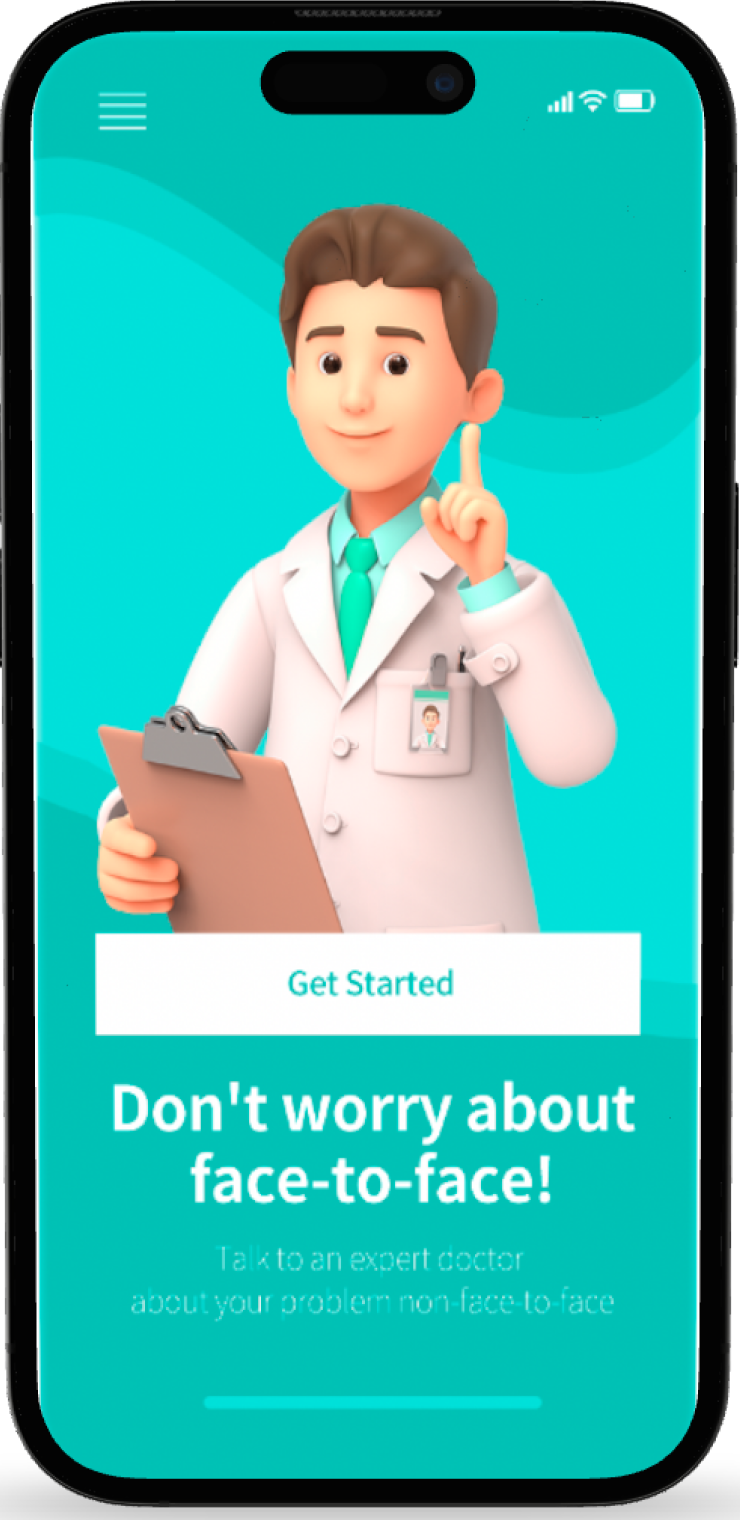 Get Started
Don't worry about
face-to-face!
Talk to an expert doctor
about your problem non-face-to-face